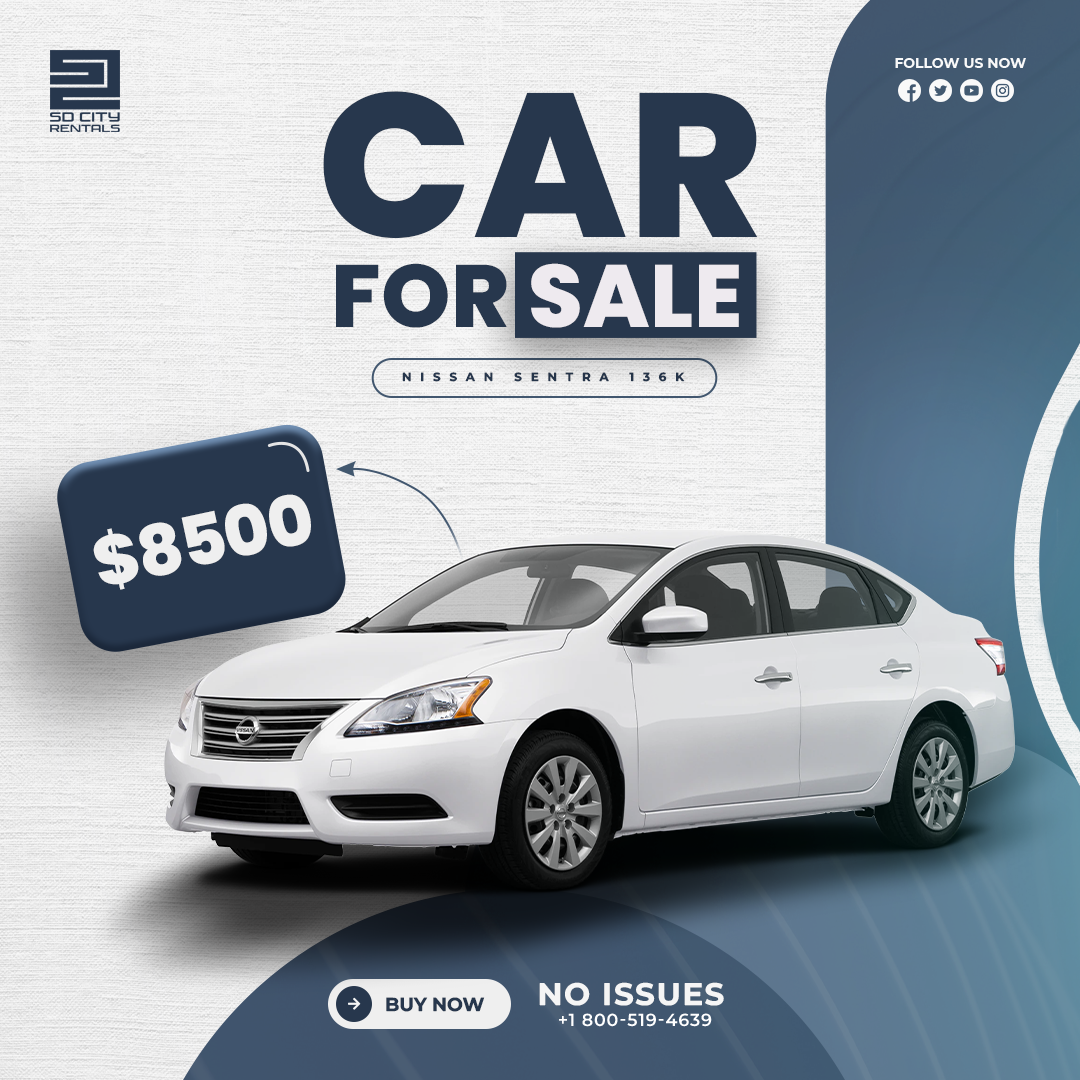 SD CITY
RENTALS
FOLLOW US NOW
CAR
FOR SALE
NISSAN SENTRA 136K
$8500
NISSAN
BUY NOW
NO ISSUES
+1 800-519-4639